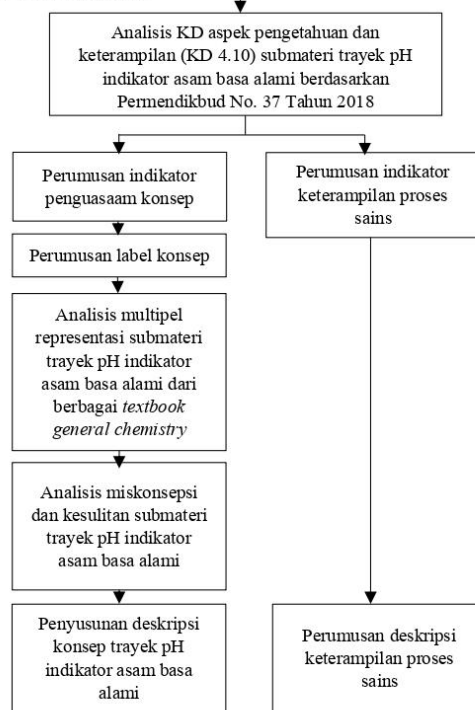 Analisis KD aspek pengetahuan dan
keterampilan (KD 4.10) submateri trayek pH
indikator asam basa alami berdasarkan
Permendikbud No. 37 Tahun 2018
Perumusan indikator
penguasaam konsep
Perumusan label konsep
Analisis multipel
representasi submateri
trayek pH indikator
asam basa alami dari
berbagai textbook
general chemistry
Analisis miskonsepsi
dan kesulitan submateri
trayek pH indikator
asam basa alami
Penyusunan deskripsi
konsep trayek pH
indikator asam basa
alami
Perumusan indikator
keterampilan proses
sains
Perumusan deskripsi
keterampilan proses
sains